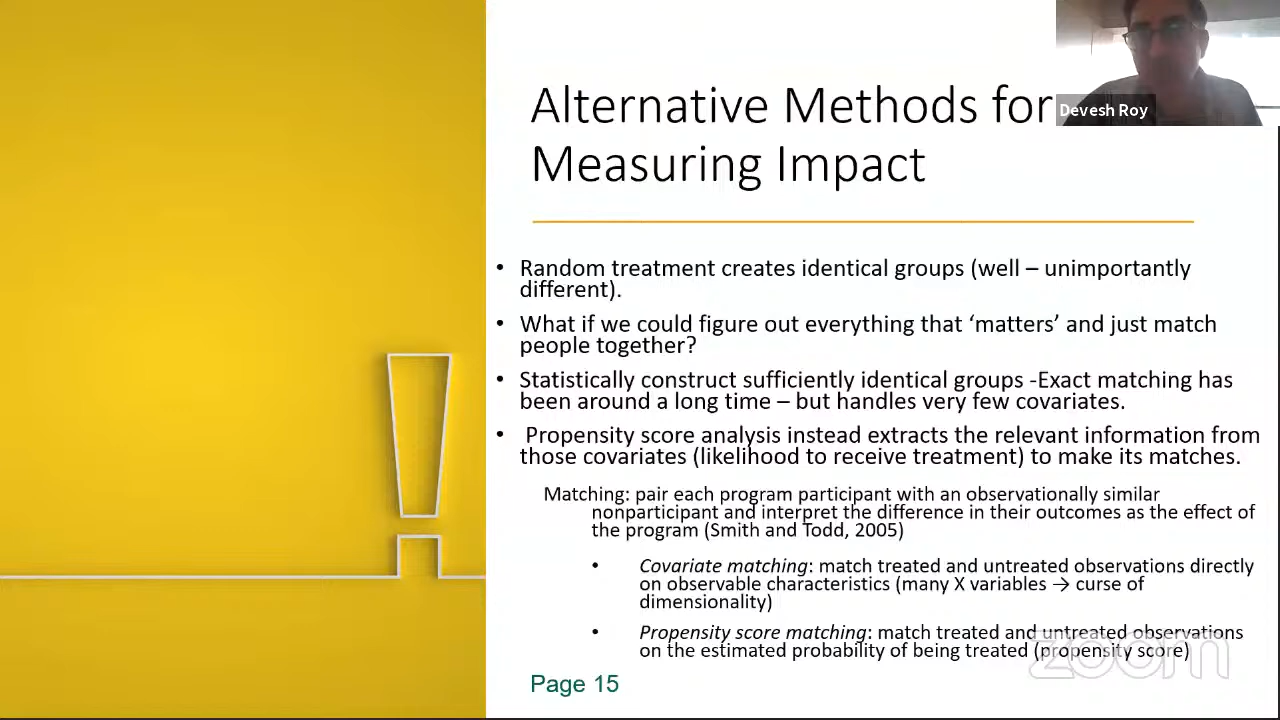 Alternative Methods for
Measuring Impact
Devesh Roy
• Random treatment creates identical groups (well – unimportantly
different).
• What if we could figure out everything that ‘matters’ and just match
people together?
• Statistically construct sufficiently identical groups -Exact matching has
been around a long time – but handles very few covariates.
• Propensity score analysis instead extracts the relevant information from
those covariates (likelihood to receive treatment) to make its matches.
Matching: pair each program participant with an observationally similar
nonparticipant and interpret the difference in their outcomes as the effect of
the program (Smith and Todd, 2005)
• Covariate matching: match treated and untreated observations directly
on observable characteristics (many X variables → curse of
dimensionality)
• Propensity score matching: match treated and untreated observations
on the estimated probability of being treated (propensity score)
zoom
Page 15